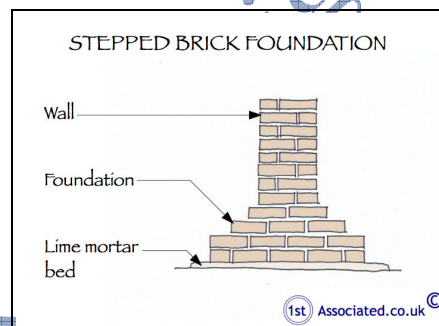 STEPPED BRICK FOUNDATION
Wall
Foundation
Lime mortar
bed
1st Associated.co.uk ©